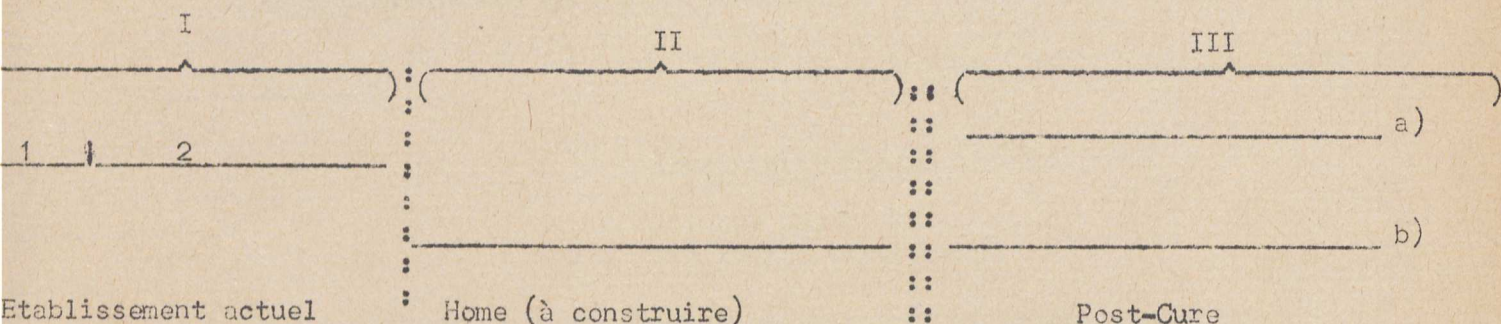 I II III
a)
1 2
b)
Etablissement actuel Home (à construire) Post-Cure